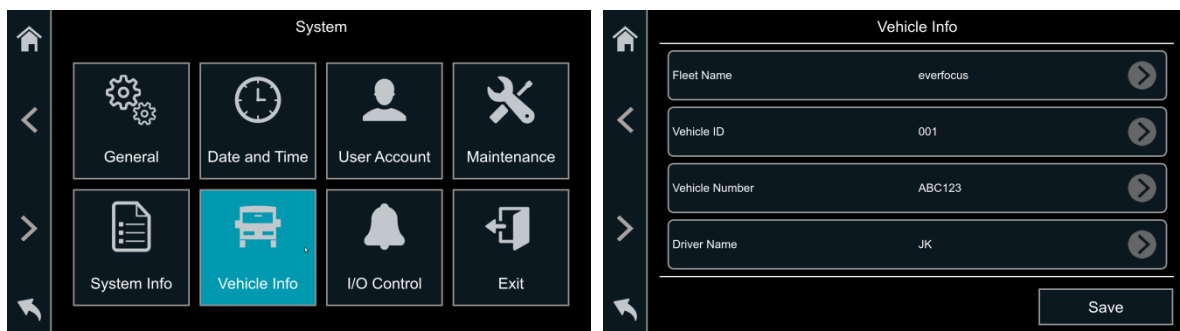 System
General
Date and Time
User Account
Maintenance
System Info
Vehicle Info
I/O Control
Exit
Vehicle Info
Fleet Name everfocus
Vehicle ID 001
Vehicle Number ABC123
Driver Name JK
Save